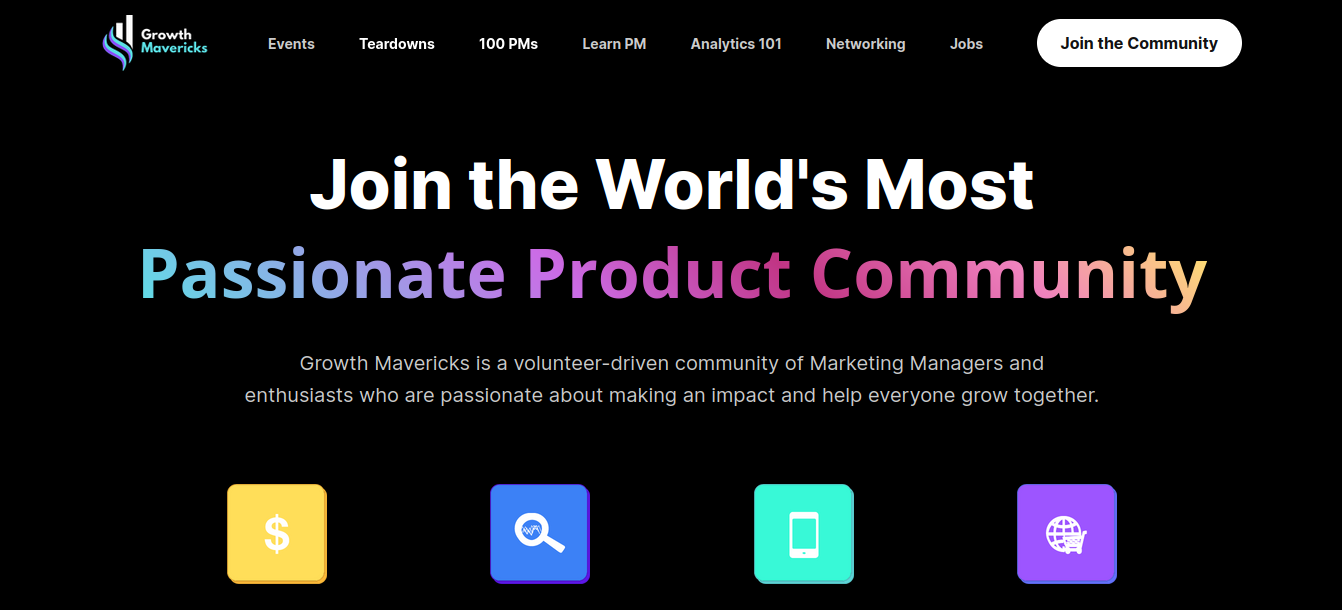 Growth
Mavericks
Events
Teardowns
100 PMs
Learn PM
Analytics 101
Networking
Jobs
Join the Community
Join the World's Most
Passionate Product Community
Growth Mavericks is a volunteer-driven community of Marketing Managers and
enthusiasts who are passionate about making an impact and help everyone grow together.
$